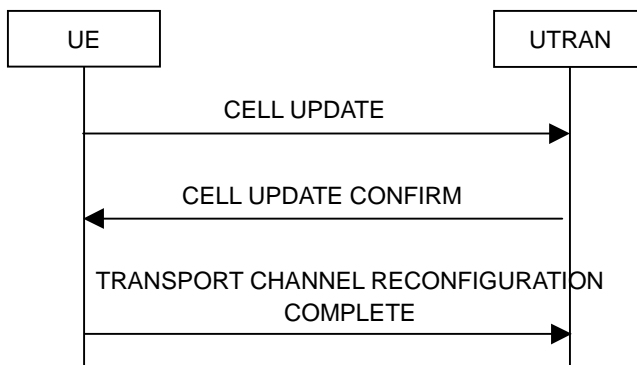 UE
UTRAN
CELL UPDATE
CELL UPDATE CONFIRM
TRANSPORT CHANNEL RECONFIGURATION
COMPLETE